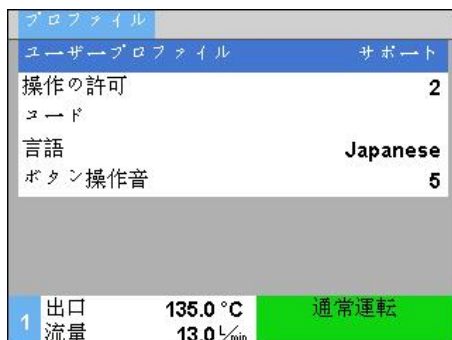 プロファイル
ユーザープロファイル サポート
操作の許可 2
コード
言語 Japanese
ボタン操作音 5
1 出口 135.0 °C 通常運転
流量 13.0 L/min